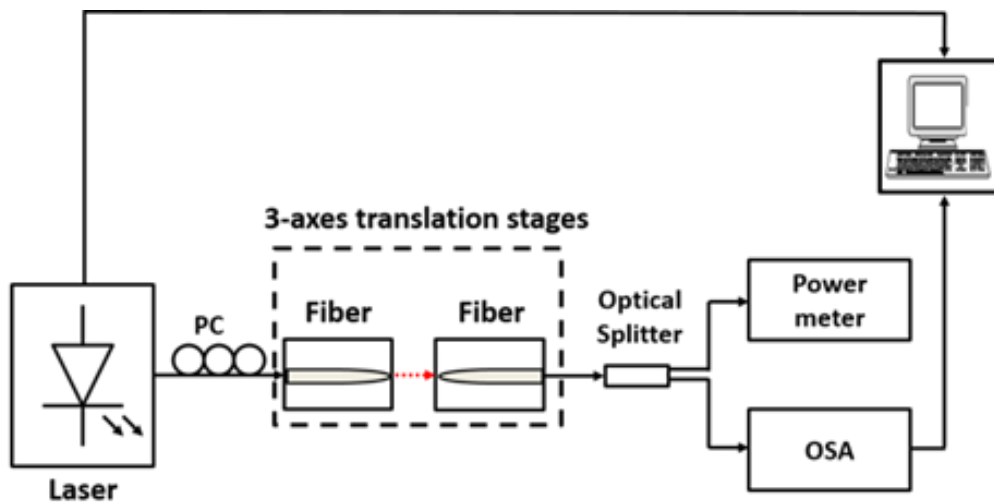 3-axes translation stages
PC
Fiber
Fiber
Optical
Splitter
Power
meter
OSA
Laser